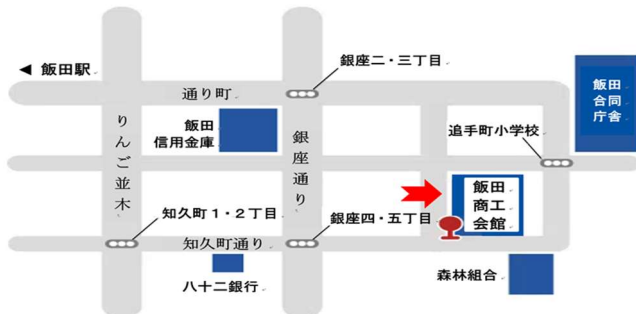 ◀ 飯田駅
銀座二・三丁目
通り町
飯田
合同
庁舎
りんご並木
飯田
信用金庫
銀座通り
追手町小学校
飯田
商工
会館
知久町1・2丁目
銀座四・五丁目
知久町通り
八十二銀行
森林組合